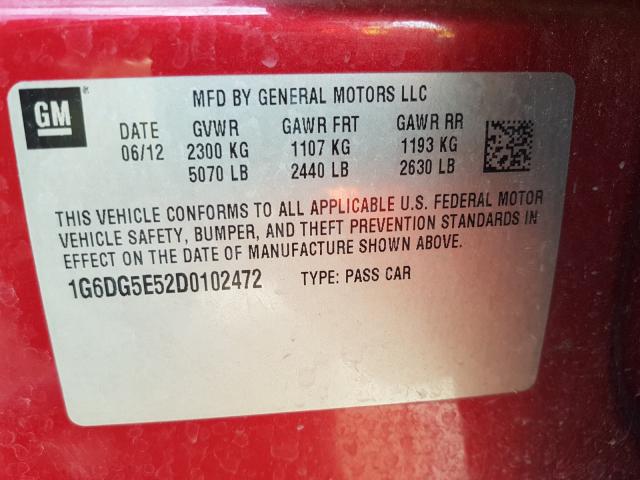 GM ®
MFD BY GENERAL MOTORS LLC
DATE GVWR GAWR FRT GAWR RR
06/12 2300 KG 1107 KG 1193 KG
5070 LB 2440 LB 2630 LB
THIS VEHICLE CONFORMS TO ALL APPLICABLE U.S. FEDERAL MOTOR
VEHICLE SAFETY, BUMPER, AND THEFT PREVENTION STANDARDS IN
EFFECT ON THE DATE OF MANUFACTURE SHOWN ABOVE.
1G6DG5E52D0102472 TYPE: PASS CAR